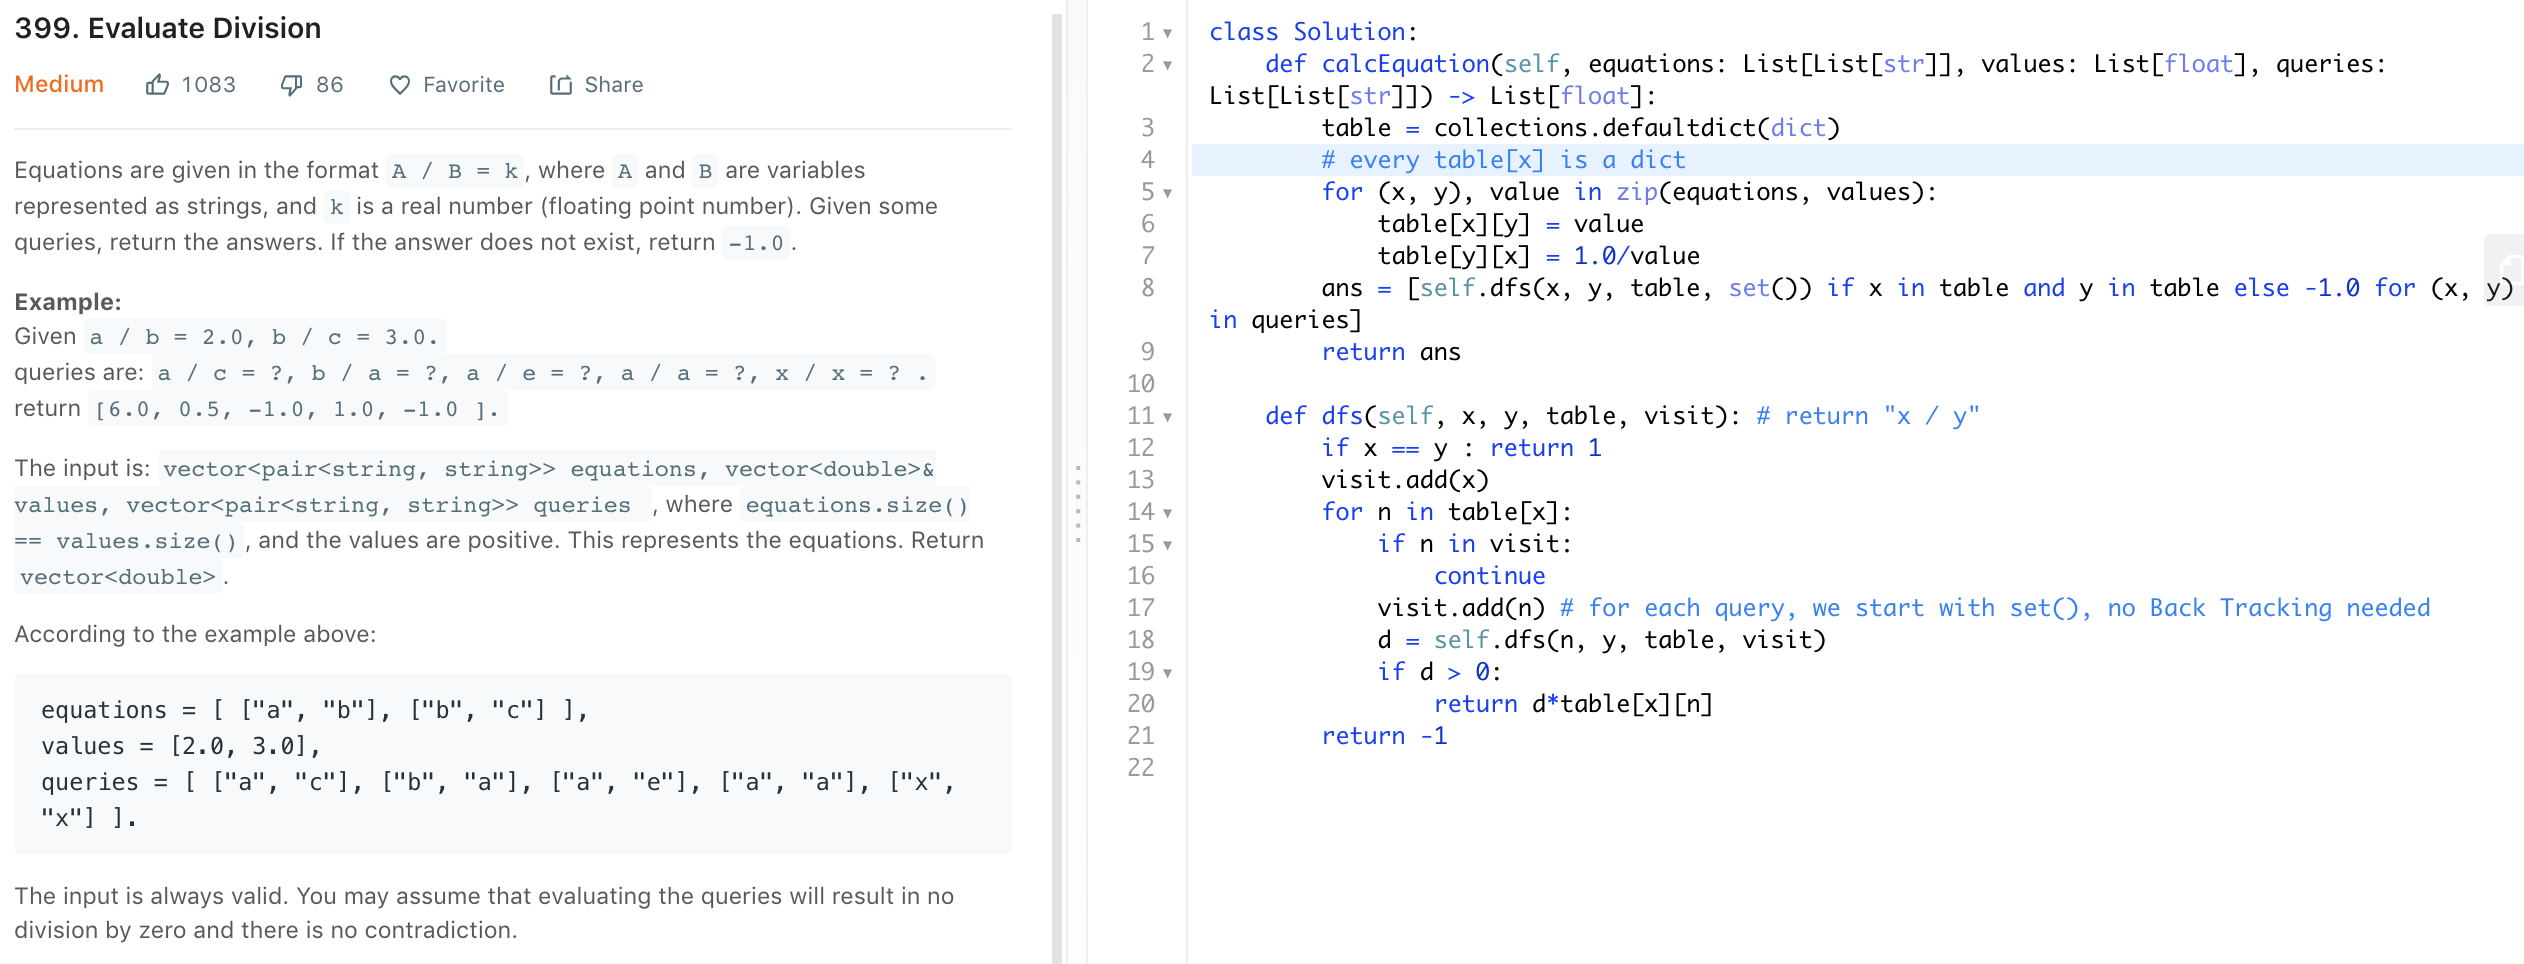 399. Evaluate Division
Medium 1083 86 Favorite Share
Equations are given in the format A / B = k, where A and B are variables
represented as strings, and k is a real number (floating point number). Given some
queries, return the answers. If the answer does not exist, return -1.0.
Example:
Given a / b = 2.0, b / c = 3.0.
queries are: a / c = ?, b / a = ?, a / e = ?, a / a = ?, x / x = ? .
return [6.0, 0.5, -1.0, 1.0, -1.0 ].
The input is: vector<pair<string, string>> equations, vector<double>&
values, vector<pair<string, string>> queries , where equations.size()
== values.size(), and the values are positive. This represents the equations. Return
vector<double>.
According to the example above:
equations = [ ["a", "b"], ["b", "c"] ],
values = [2.0, 3.0],
queries = [ ["a", "c"], ["b", "a"], ["a", "e"], ["a", "a"], ["x",
"x"] ].
The input is always valid. You may assume that evaluating the queries will result in no
division by zero and there is no contradiction.
1 class Solution:
2 def calcEquation(self, equations: List[List[str]], values: List[float], queries:
List[List[str]]) -> List[float]:
3 table = collections.defaultdict(dict)
4 # every table[x] is a dict
5 for (x, y), value in zip(equations, values):
6 table[x][y] = value
7 table[y][x] = 1.0/value
8 ans = [self.dfs(x, y, table, set()) if x in table and y in table else -1.0 for (x, y)
in queries]
9 return ans
10
11 def dfs(self, x, y, table, visit): # return "x / y"
12 if x == y : return 1
13 visit.add(x)
14 for n in table[x]:
15 if n in visit:
16 continue
17 visit.add(n) # for each query, we start with set(), no Back Tracking needed
18 d = self.dfs(n, y, table, visit)
19 if d > 0:
20 return d*table[x][n]
21 return -1
22